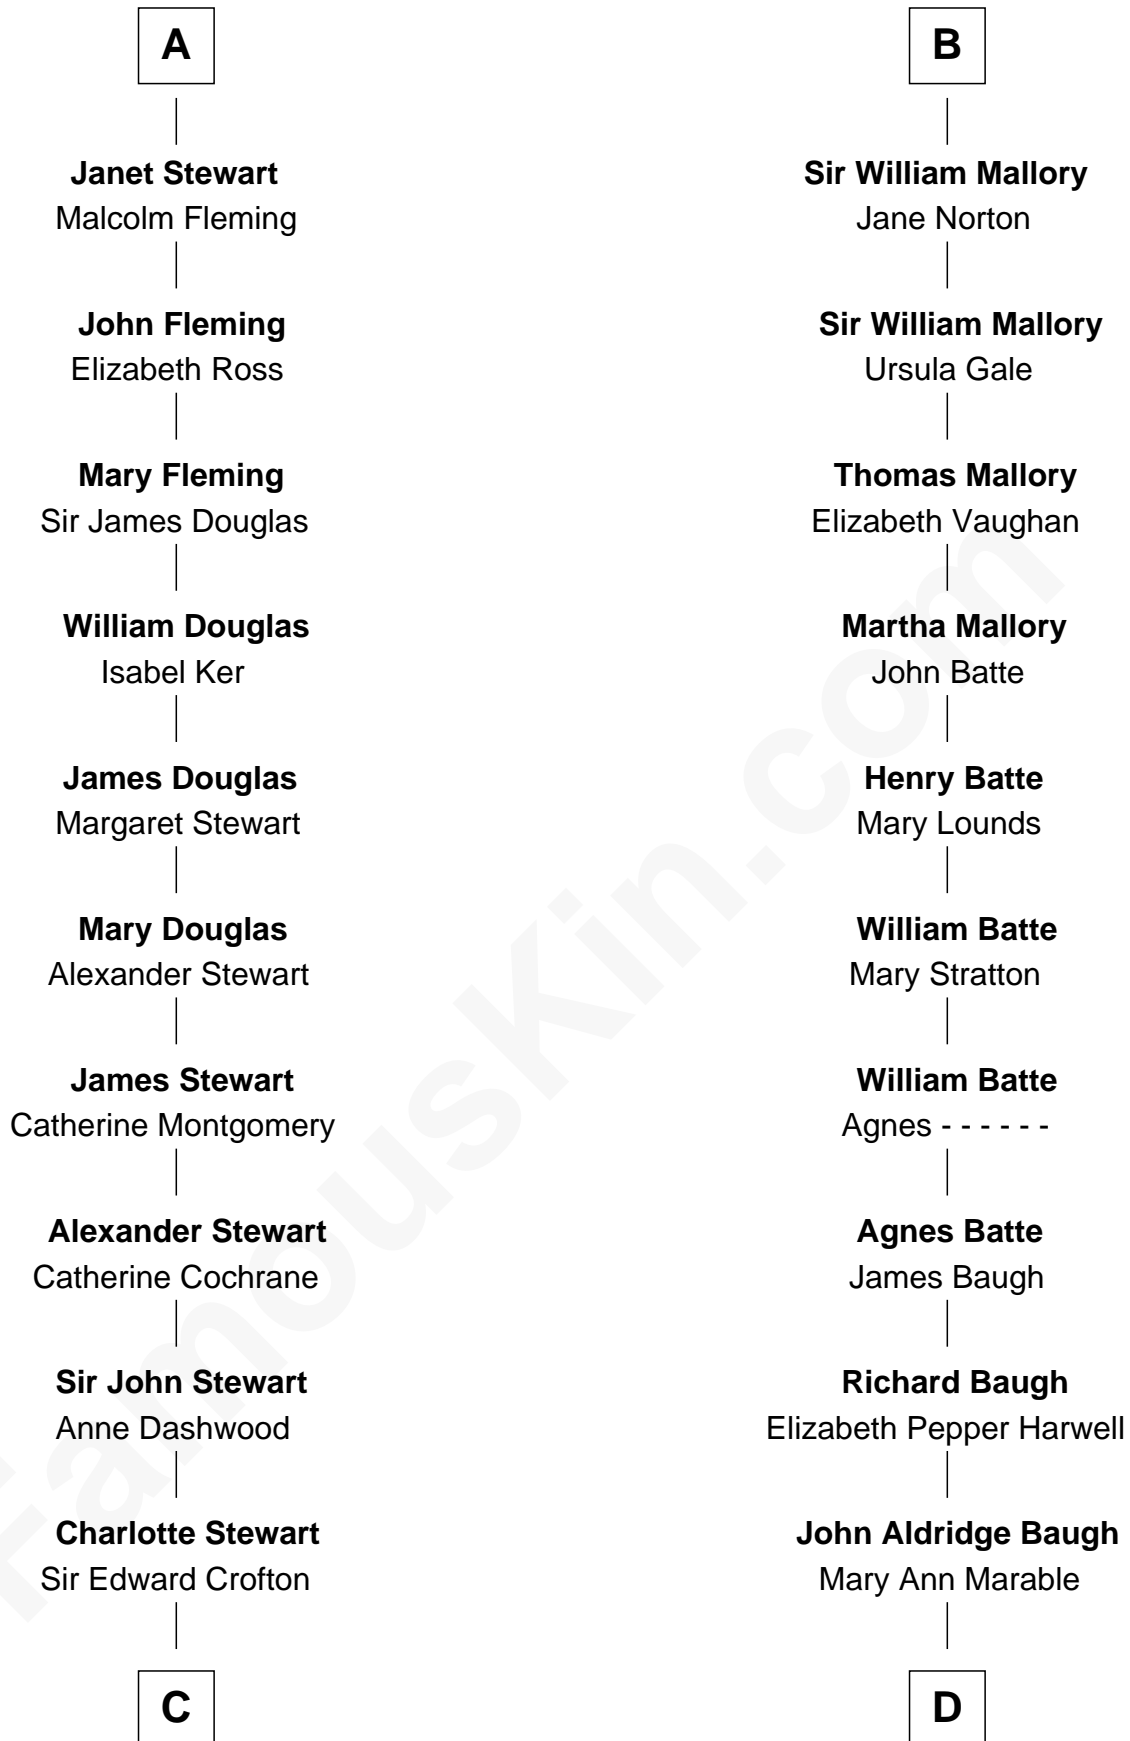 A
Janet Stewart
Malcolm Fleming
John Fleming
Elizabeth Ross
Mary Fleming
Sir James Douglas
William Douglas
Isabel Ker
James Douglas
Margaret Stewart
Mary Douglas
Alexander Stewart
James Stewart
Catherine Montgomery
Alexander Stewart
Catherine Cochrane
Sir John Stewart
Anne Dashwood
Charlotte Stewart
Sir Edward Crofton
C
B
Sir William Mallory
Jane Norton
Sir William Mallory
Ursula Gale
Thomas Mallory
Elizabeth Vaughan
Martha Mallory
John Batte
Henry Batte
Mary Lounds
William Batte
Mary Stratton
William Batte
Agnes - - - - - -
Agnes Batte
James Baugh
Richard Baugh
Elizabeth Pepper Harwell
John Aldridge Baugh
Mary Ann Marable
D
FamousKin.com